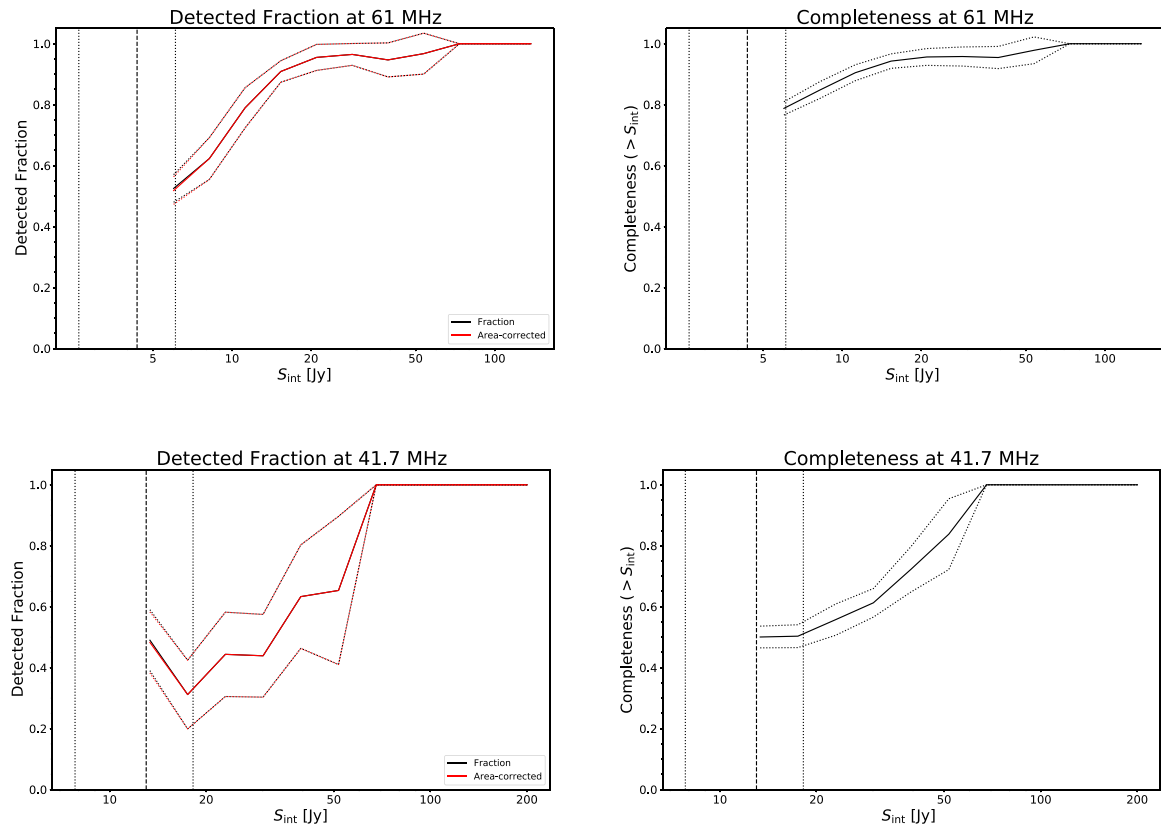 Detected Fraction at 61 MHz
1.0
0.8
0.6
0.4
0.2
0.0
Detected Fraction
5 10 20 50 100
S_int [Jy]
Fraction
Area-corrected
Completeness at 61 MHz
1.0
0.8
0.6
0.4
0.2
0.0
Completeness ( > S_int)
5 10 20 50 100
S_int [Jy]
Detected Fraction at 41.7 MHz
1.0
0.8
0.6
0.4
0.2
0.0
Detected Fraction
10 20 50 100 200
S_int [Jy]
Fraction
Area-corrected
Completeness at 41.7 MHz
1.0
0.8
0.6
0.4
0.2
0.0
Completeness ( > S_int)
10 20 50 100 200
S_int [Jy]